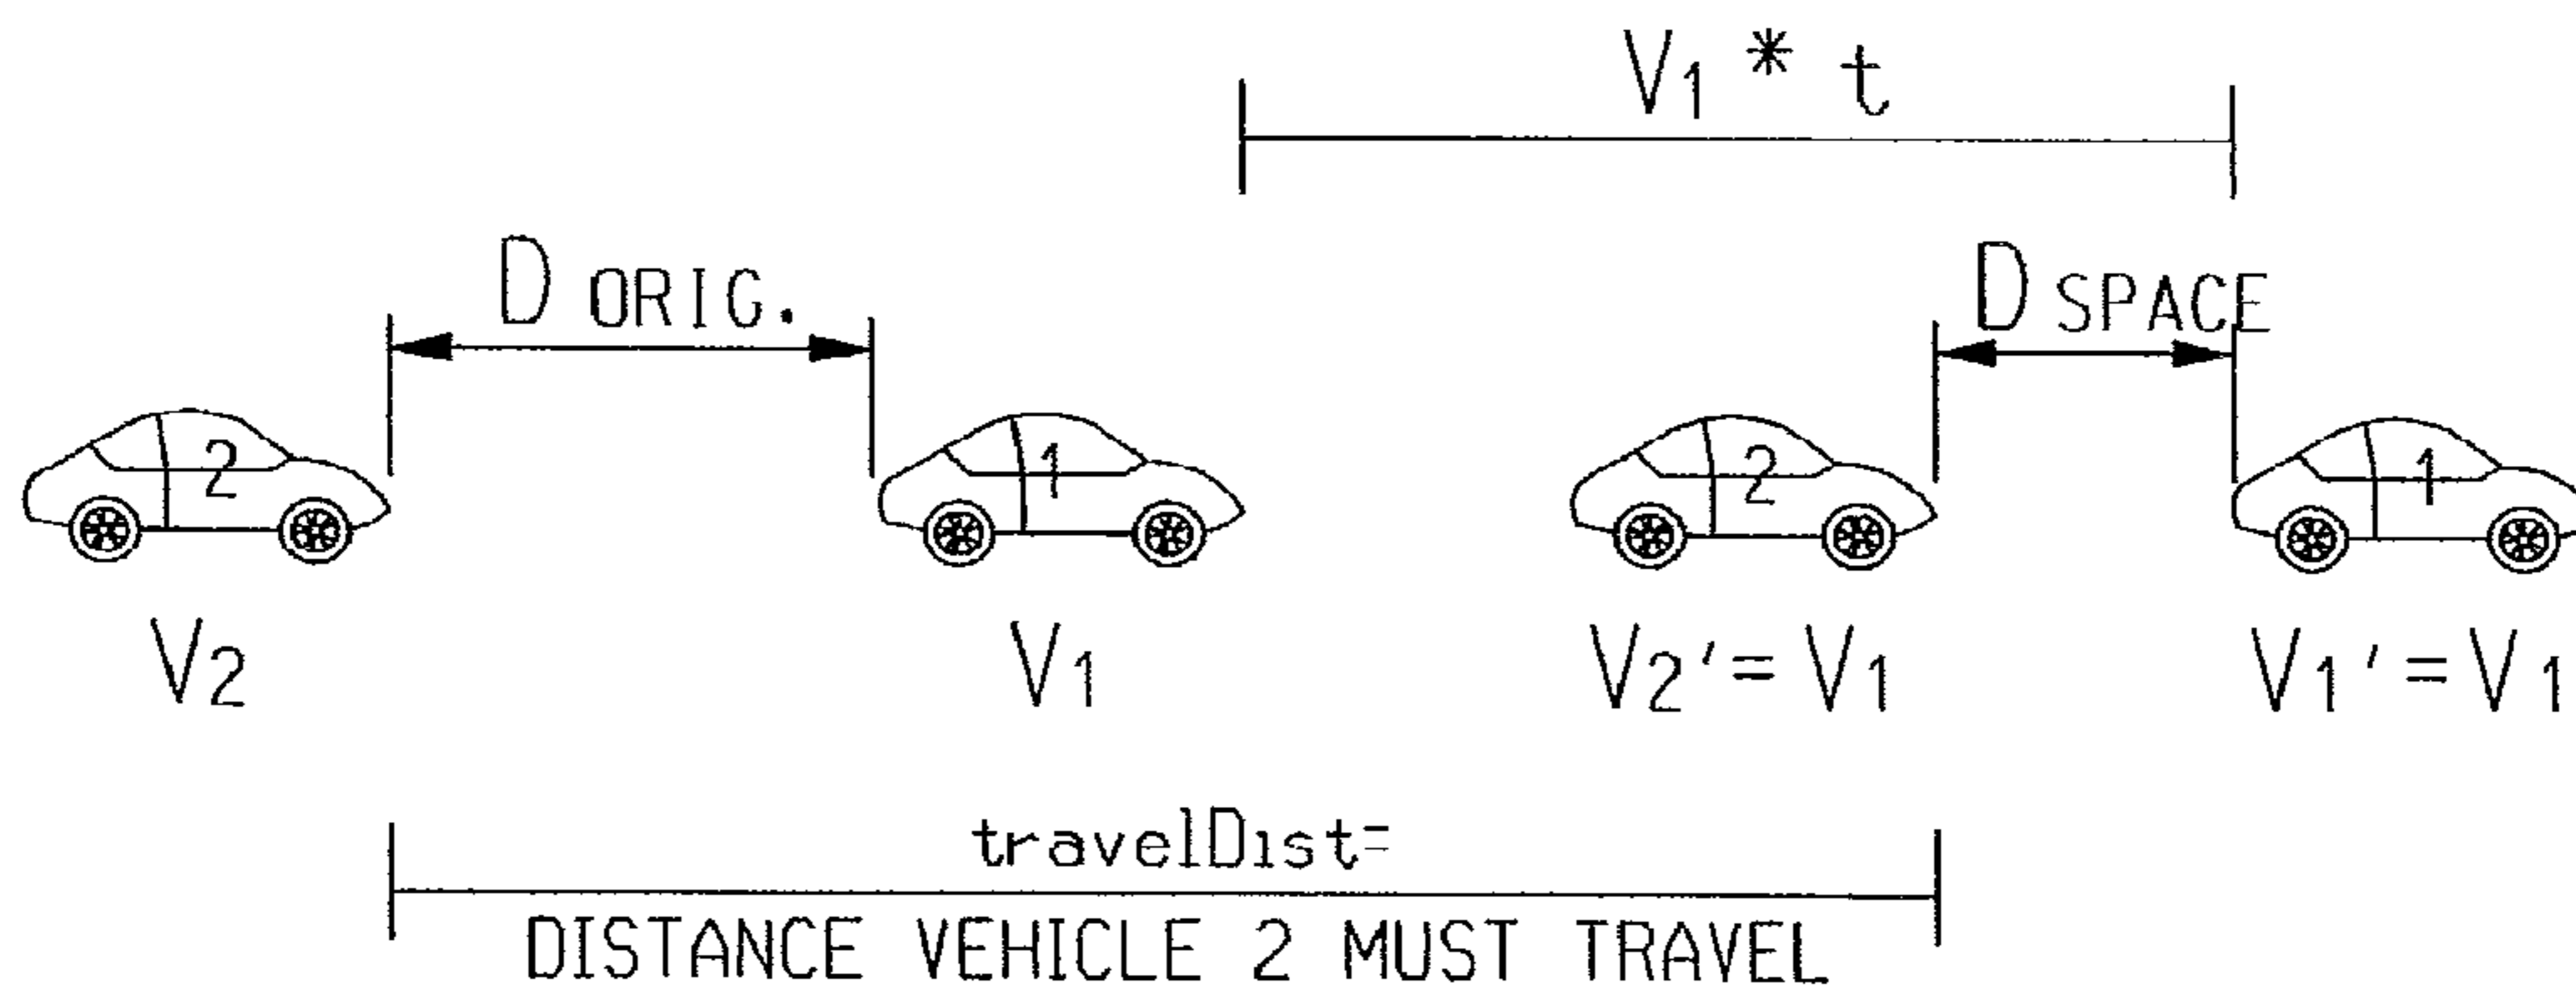 V1 * t
D ORIG.
D SPACE
2
1
2
1
V2
V1
V2'= V1
V1'= V1
travelDist=
DISTANCE VEHICLE 2 MUST TRAVEL